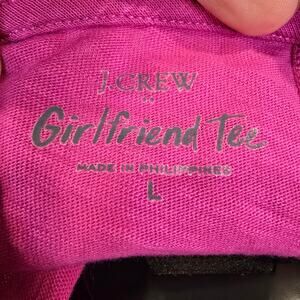 J.CREW
Girlfriend Tee
MADE IN PHILIPPINES
L